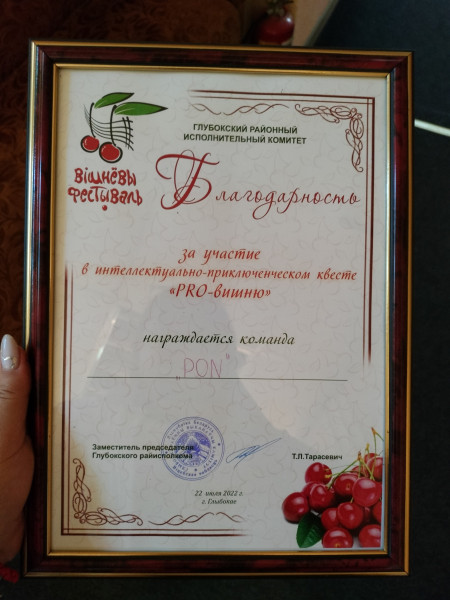 ГЛУБОКСКИЙ РАЙОННЫЙ
ИСПОЛНИТЕЛЬНЫЙ КОМИТЕТ
Вішнёвы
фестываль
Благодарность
за участие
в интеллектуально-приключенческом квесте
«PRO-вишню»
награждается команда
„PON"
Заместитель председателя
Глубокского райисполкома
Т.Л.Тарасевич
22 июля 2022 г.
г. Глубокое